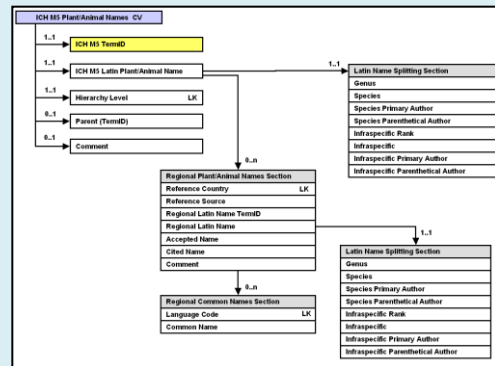 ICH M5 Plant/Animal Names CV
1..1
ICH M5 TermID
1..1
ICH M5 Latin Plant/Animal Name
1..1
Hierarchy Level LK
0..1
Parent (TermID)
0..1
Comment
1..1
Latin Name Splitting Section
Genus
Species
Species Primary Author
Species Parenthetical Author
Infraspecific Rank
Infraspecific
Infraspecific Primary Author
Infraspecific Parenthetical Author
0..n
Regional Plant/Animal Names Section
Reference Country LK
Reference Source
Regional Latin Name TermID
Regional Latin Name
Accepted Name
Cited Name
Comment
1..1
Latin Name Splitting Section
Genus
Species
Species Primary Author
Species Parenthetical Author
Infraspecific Rank
Infraspecific
Infraspecific Primary Author
Infraspecific Parenthetical Author
0..n
Regional Common Names Section
Language Code LK
Common Name